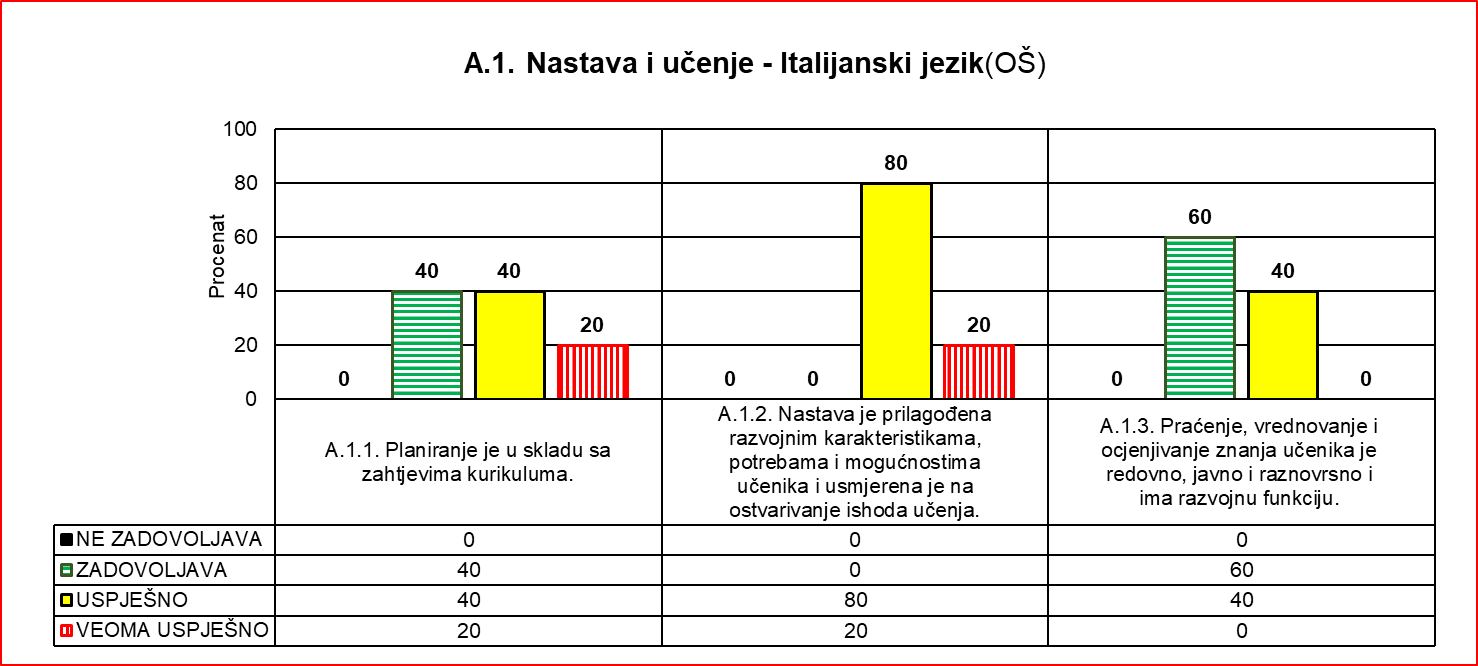 A.1. Nastava i učenje - Italijanski jezik(OŠ)
Procenat
100
80
60
40
20
0
0
40
40
20
0
0
80
20
0
60
40
0
A.1.1. Planiranje je u skladu sa
zahtjevima kurikuluma.
A.1.2. Nastava je prilagođena
razvojnim karakteristikama,
potrebama i mogućnostima
učenika i usmjerena je na
ostvarivanje ishoda učenja.
A.1.3. Praćenje, vrednovanje i
ocjenjivanje znanja učenika je
redovno, javno i raznovrsno i
ima razvojnu funkciju.
NE ZADOVOLJAVA 0 0 0
ZADOVOLJAVA 40 0 60
USPJEŠNO 40 80 40
VEOMA USPJEŠNO 20 20 0